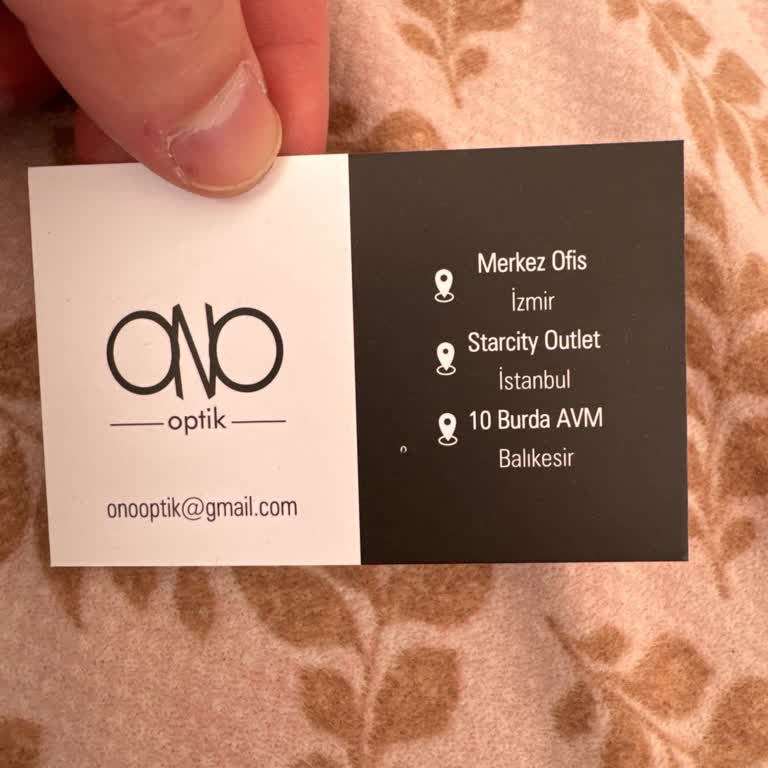 ONO
optik
onooptik@gmail.com
Merkez Ofis
İzmir
Starcity Outlet
İstanbul
10 Burda AVM
Balıkesir